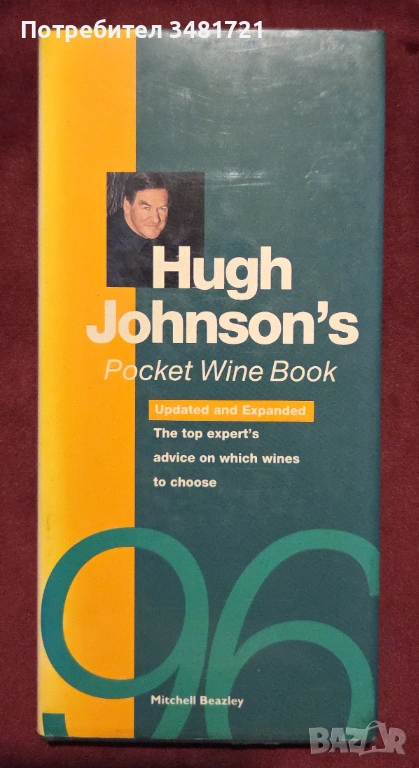 Потребител 3481721
Hugh
Johnson's
Pocket Wine Book
Updated and Expanded
The top expert's
advice on which wines
to choose
96
Mitchell Beazley
BAZAR